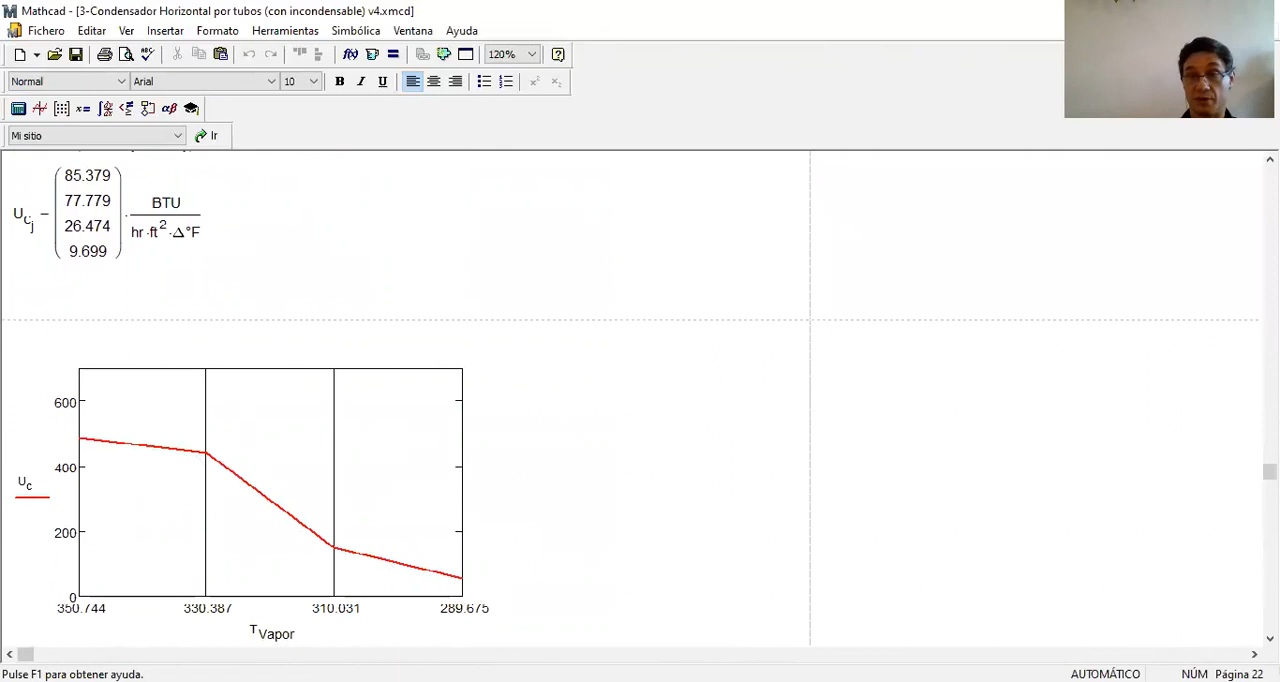 Mathcad - [3-Condensador Horizontal por tubos (con incondensable) v4.xmcd]
Fichero Editar Ver Insertar Formato Herramientas Simbólica Ventana Ayuda
120%
Normal Arial 10 B I U
αβ
Mi sitio Ir
85.379
77.779
26.474
9.699
U c j = · BTU
hr·ft2·Δ°F
600
400
200
0
U c
350.744 330.387 310.031 289.675
T Vapor
Pulse F1 para obtener ayuda. AUTOMÁTICO NÚM Página 22